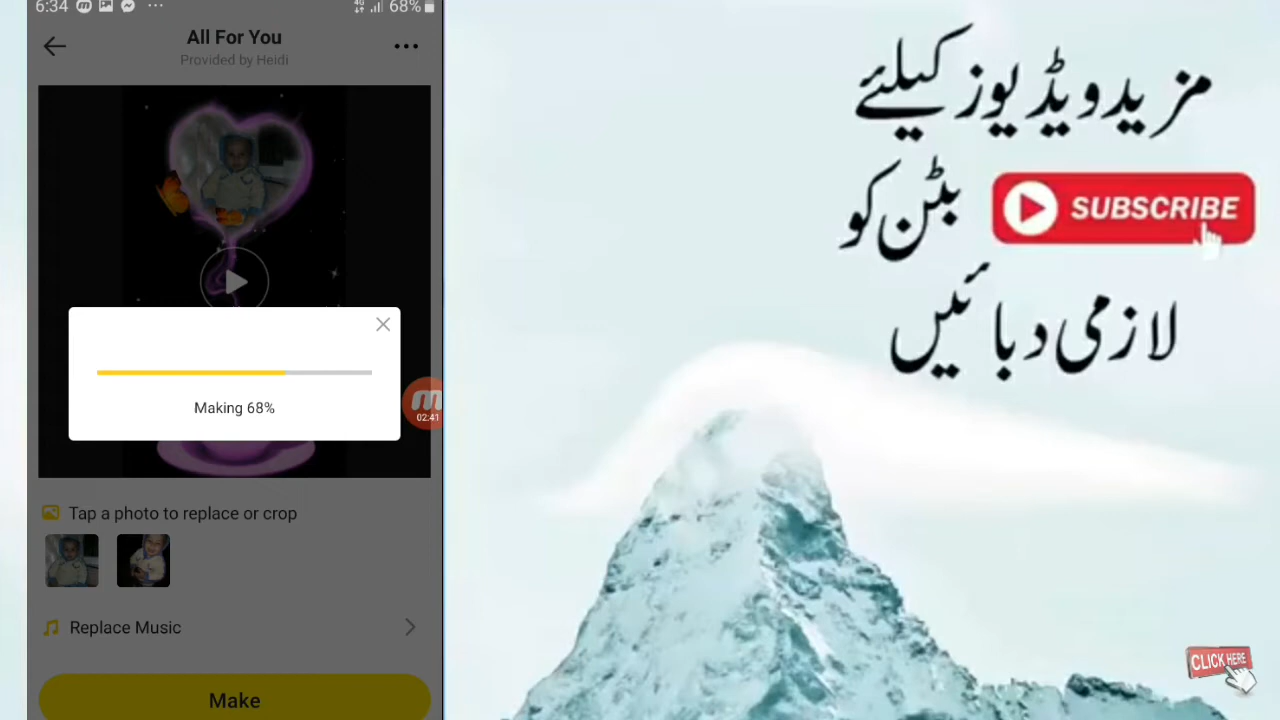 6:34
68%
All For You
Provided by Heidi
Making 68%
02:41
Tap a photo to replace or crop
Replace Music
Make
مزید ویڈیوز کیلئے
SUBSCRIBE بٹن کو
لازمی دبائیں
CLICK HERE